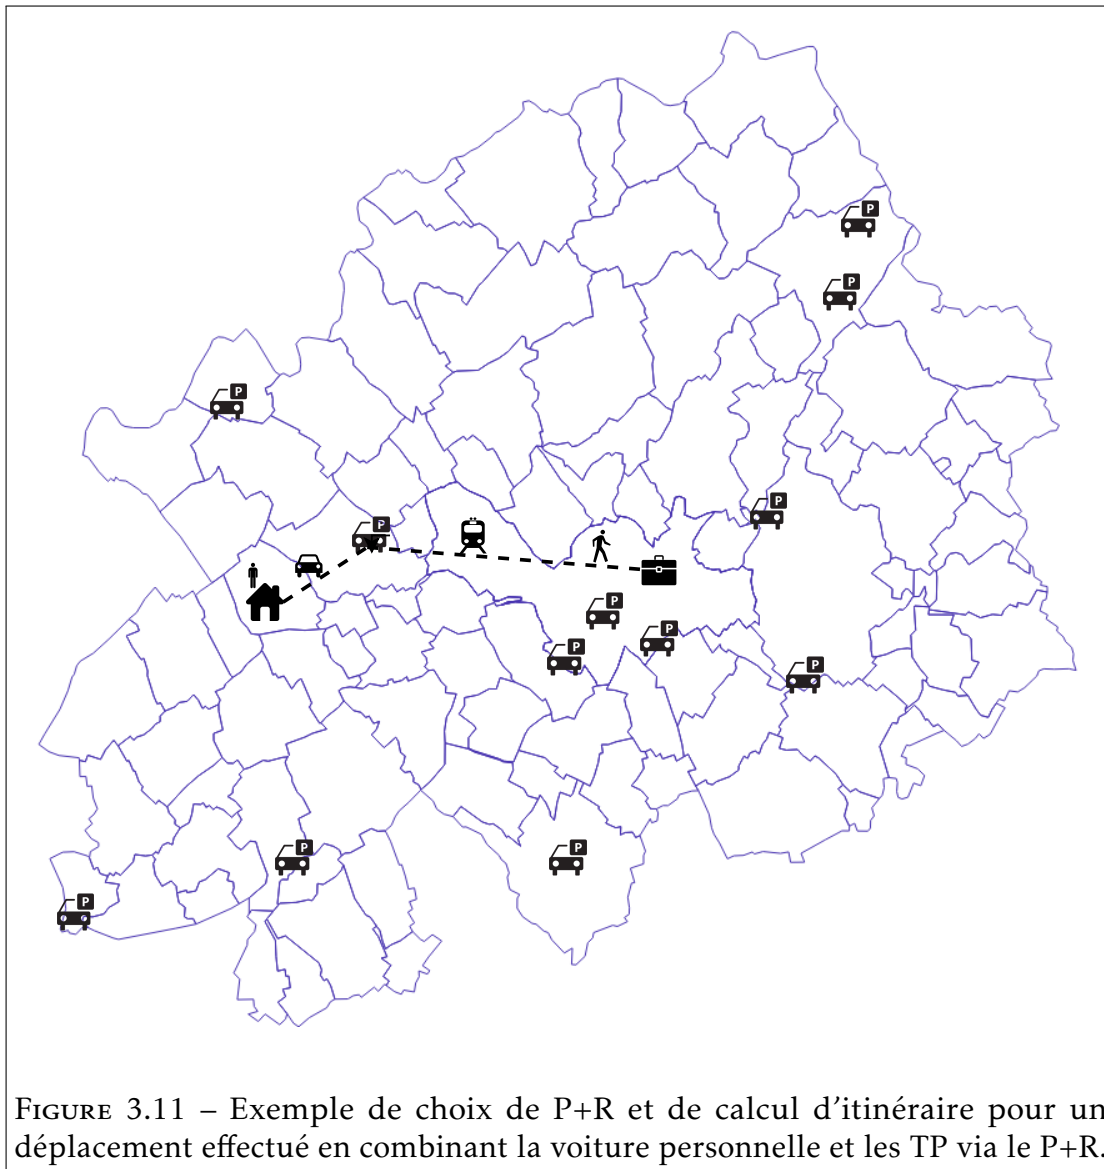 P
P
P
P
P
P
P
P
P
P
P
P
FIGURE 3.11 – Exemple de choix de P+R et de calcul d'itinéraire pour un
déplacement effectué en combinant la voiture personnelle et les TP via le P+R.